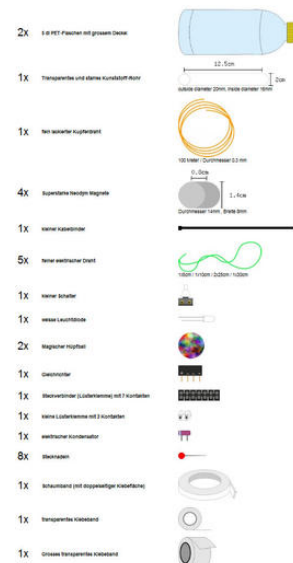 2x PET-Flaschen mit grossem Deckel
1x Transparentes und starkes Kunststoff-Rohr
12.5cm
2cm
outside diameter 20mm, inside diameter 16mm
1x fein isolierter Kupferdraht
100 Meter / Durchmesser 0.3 mm
4x Superstarke Neodym Magnete
1.4cm
Durchmesser 14mm, Breite 8mm
1x kleiner Kabelbinder
5x feiner elektrischer Draht
1x kleiner Schalter
1x weisse Leuchtdiode
2x Magischer Hüpfball
1x Gleichrichter
1x Steckverbinder (Lüsterklemme) mit 7 Kontakten
1x kleine Lüsterklemme mit 2 Kontakten
1x elektrischer Kondensator
8x Stecknadeln
1x Schaumband (mit doppelseitiger Klebefläche)
1x transparentes Klebeband
1x Grosses transparentes Klebeband